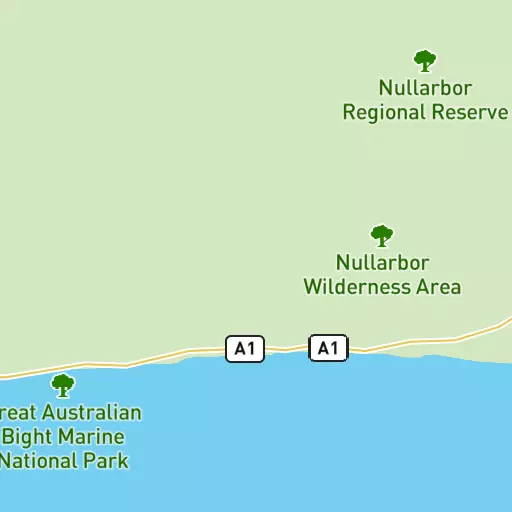 Nullarbor
Regional Reserve
Nullarbor
Wilderness Area
A1
A1
reat Australian
Bight Marine
National Park